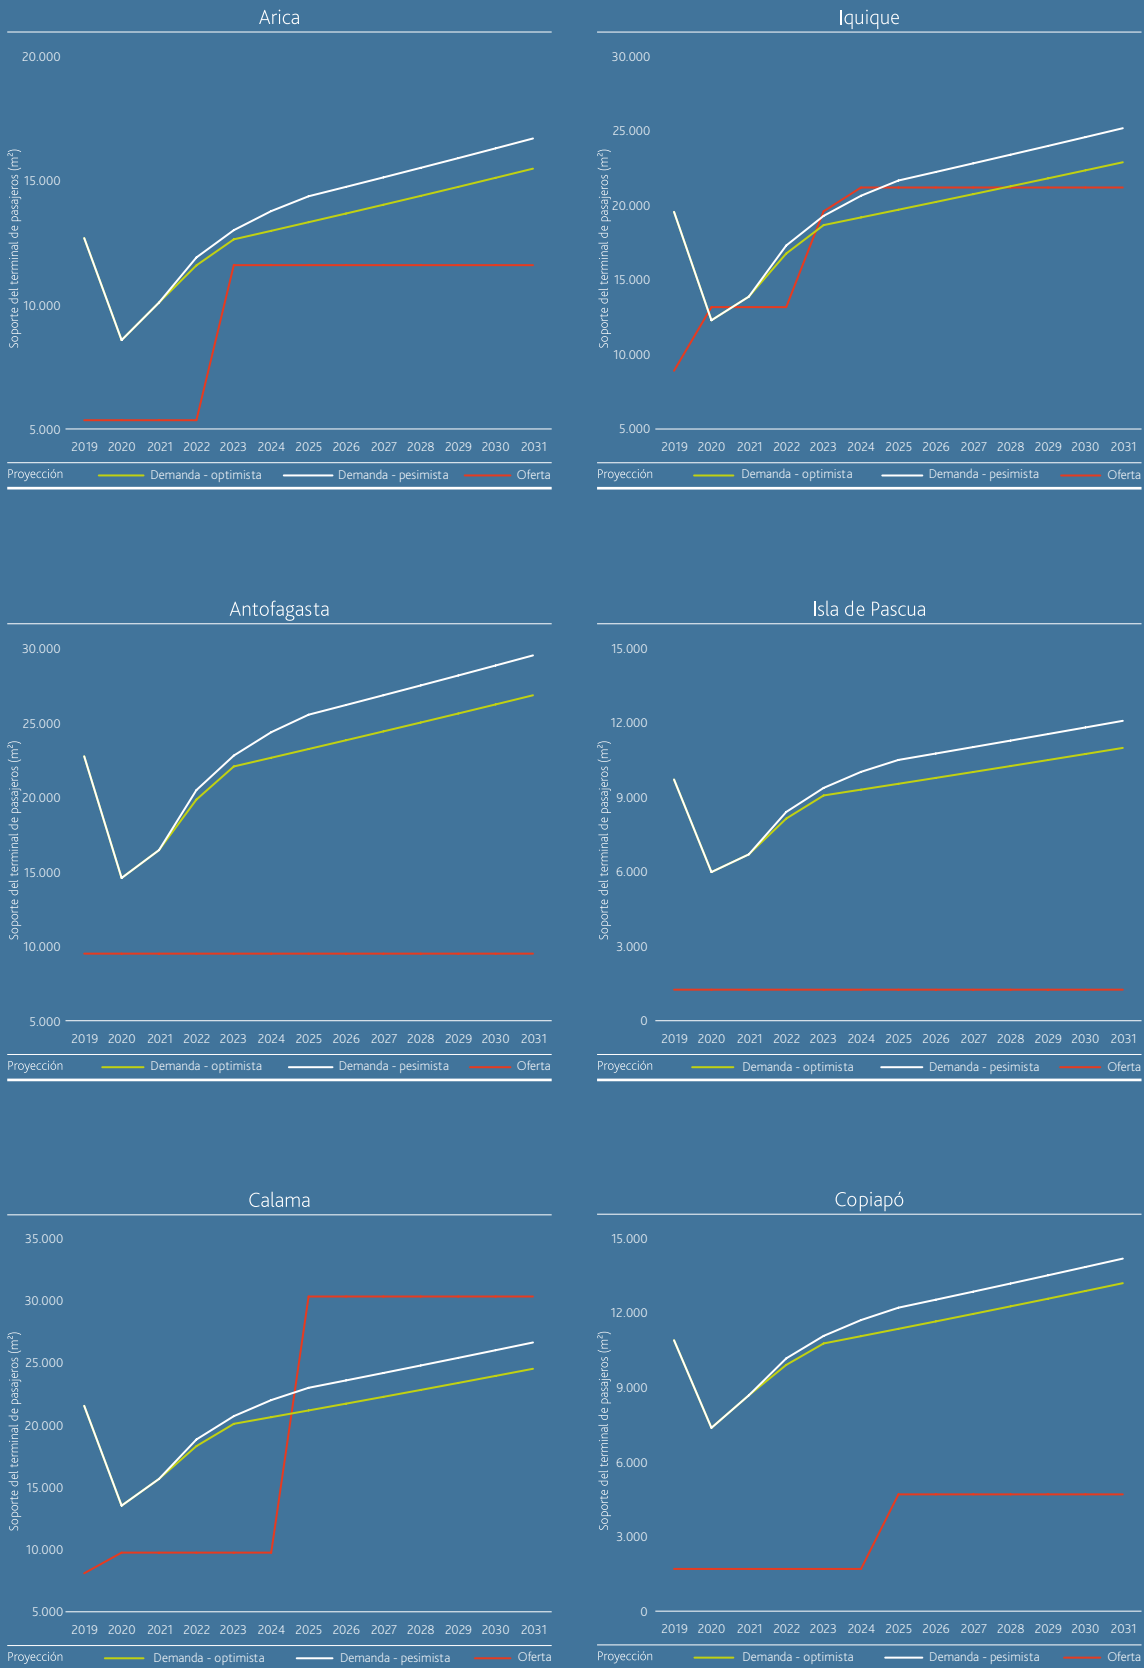 Arica
Soporte del terminal de pasajeros (m²)
20.000
15.000
10.000
5.000
2019 2020 2021 2022 2023 2024 2025 2026 2027 2028 2029 2030 2031
Proyección Demanda - optimista Demanda - pesimista Oferta
Iquique
Soporte del terminal de pasajeros (m²)
30.000
25.000
20.000
15.000
10.000
5.000
2019 2020 2021 2022 2023 2024 2025 2026 2027 2028 2029 2030 2031
Proyección Demanda - optimista Demanda - pesimista Oferta
Antofagasta
Soporte del terminal de pasajeros (m²)
30.000
25.000
20.000
15.000
10.000
5.000
2019 2020 2021 2022 2023 2024 2025 2026 2027 2028 2029 2030 2031
Proyección Demanda - optimista Demanda - pesimista Oferta
Isla de Pascua
Soporte del terminal de pasajeros (m²)
15.000
12.000
9.000
6.000
3.000
0
2019 2020 2021 2022 2023 2024 2025 2026 2027 2028 2029 2030 2031
Proyección Demanda - optimista Demanda - pesimista Oferta
Calama
Soporte del terminal de pasajeros (m²)
35.000
30.000
25.000
20.000
15.000
10.000
5.000
2019 2020 2021 2022 2023 2024 2025 2026 2027 2028 2029 2030 2031
Proyección Demanda - optimista Demanda - pesimista Oferta
Copiapó
Soporte del terminal de pasajeros (m²)
15.000
12.000
9.000
6.000
3.000
0
2019 2020 2021 2022 2023 2024 2025 2026 2027 2028 2029 2030 2031
Proyección Demanda - optimista Demanda - pesimista Oferta